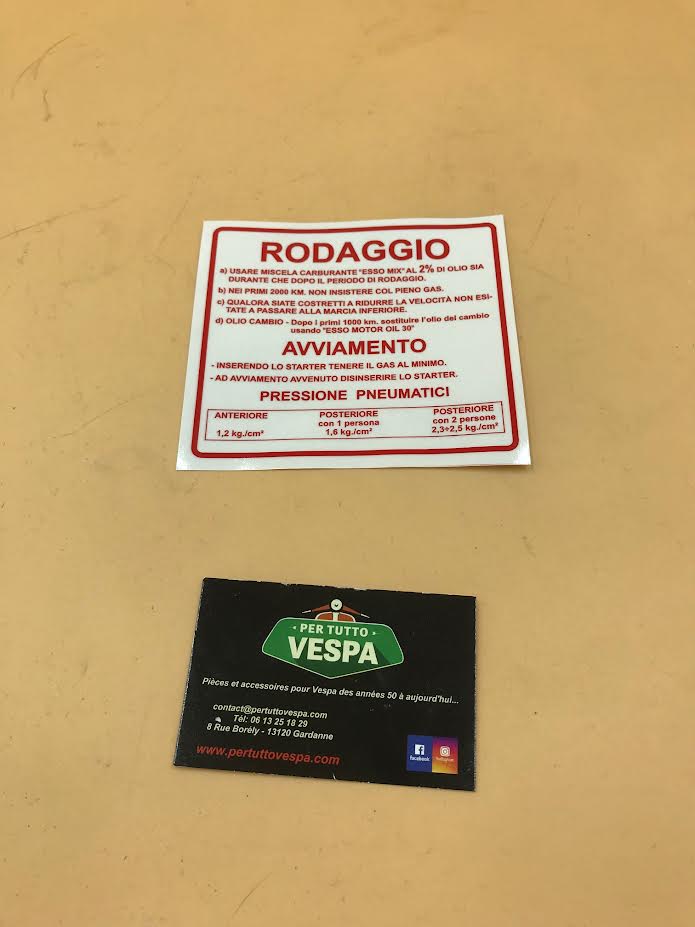 RODAGGIO
a) USARE MISCELA CARBURANTE "ESSO MIX" AL 2% DI OLIO SIA
DURANTE CHE DOPO IL PERIODO DI RODAGGIO.
b) NEI PRIMI 2000 KM. NON INSISTERE COL PIENO GAS.
c) QUALORA SIATE COSTRETTI A RIDURRE LA VELOCITÀ NON ESI-
TATE A PASSARE ALLA MARCIA INFERIORE.
d) OLIO CAMBIO - Dopo i primi 1000 km. sostituire l'olio del cambio
usando "ESSO MOTOR OIL 30"
AVVIAMENTO
- INSERENDO LO STARTER TENERE IL GAS AL MINIMO.
- AD AVVIAMENTO AVVENUTO DISINSERIRE LO STARTER.
PRESSIONE PNEUMATICI
ANTERIORE
1,2 kg./cm²
POSTERIORE
con 1 persona
1,6 kg./cm²
POSTERIORE
con 2 persone
2,3÷2,5 kg./cm²
· PER TUTTO ·
VESPA
Pièces et accessoires pour Vespa des années 50 à aujourd'hui...
contact@pertuttovespa.com
Tél: 06 13 25 18 29
8 Rue Borély - 13120 Gardanne
www.pertuttovespa.com
facebook
Instagram